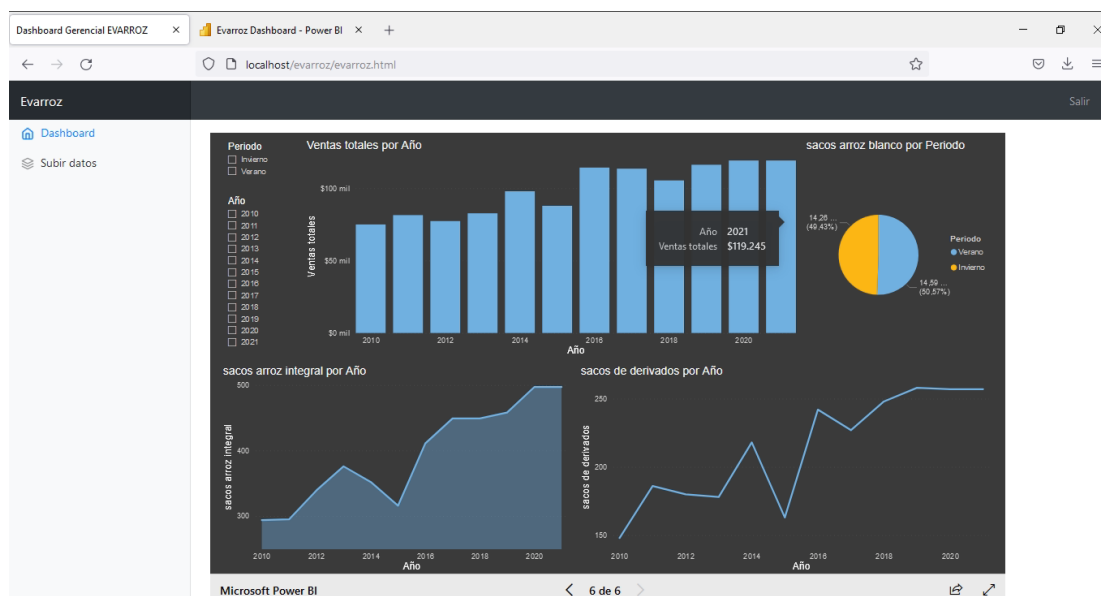 Dashboard Gerencial EVARROZ
Evarroz Dashboard - Power BI
localhost/evarroz/evarroz.html
Evarroz
Salir
Dashboard
Subir datos
Periodo
Invierno
Verano
Año
2010
2011
2012
2013
2014
2015
2016
2017
2018
2019
2020
2021
Ventas totales por Año
Ventas totales
$100 mil
$50 mil
$0 mil
2010 2012 2014 2016 2018 2020
Año
Año 2021
Ventas totales $119.245
sacos arroz blanco por Periodo
14,26 ...
(49,43%)
Periodo
Verano
Invierno
14,59 ...
(50,57%)
sacos arroz integral por Año
sacos arroz integral
500
400
300
2010 2012 2014 2016 2018 2020
Año
sacos de derivados por Año
sacos de derivados
250
200
150
2010 2012 2014 2016 2018 2020
Año
Microsoft Power BI
6 de 6